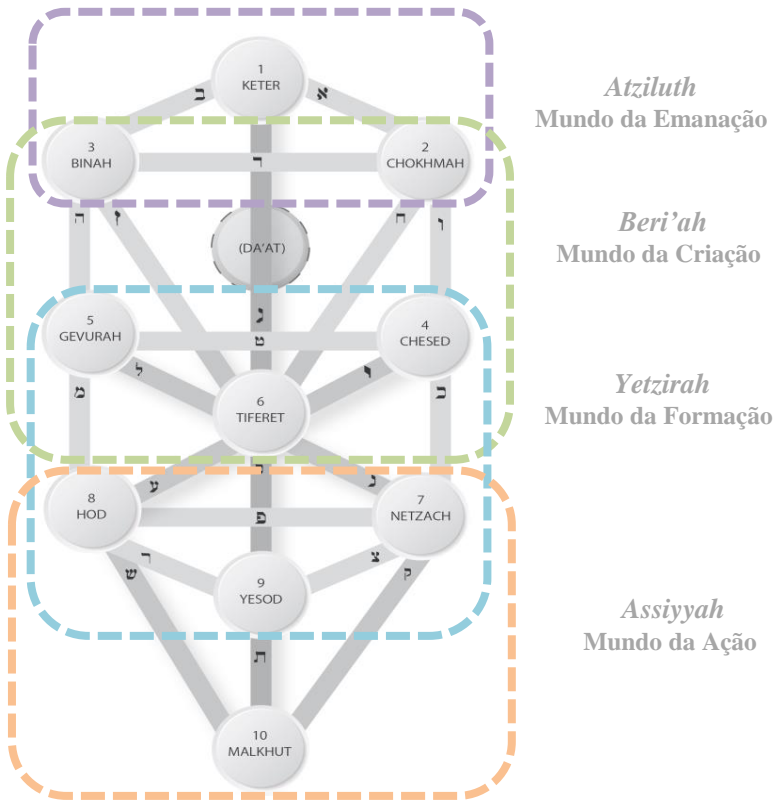 1
KETER
ב
א
Atziluth
Mundo da Emanação
3
BINAH
2
CHOKHMAH
ה
ז
ח
ו
(DA'AT)
Beri’ah
Mundo da Criação
ג
5
GEVURAH
4
CHESED
ט
ל
מ
כ
6
TIFERET
Yetzirah
Mundo da Formação
ע
8
HOD
7
NETZACH
פ
ר
צ
ש
ק
9
YESOD
Assiyyah
Mundo da Ação
ת
10
MALKHUT